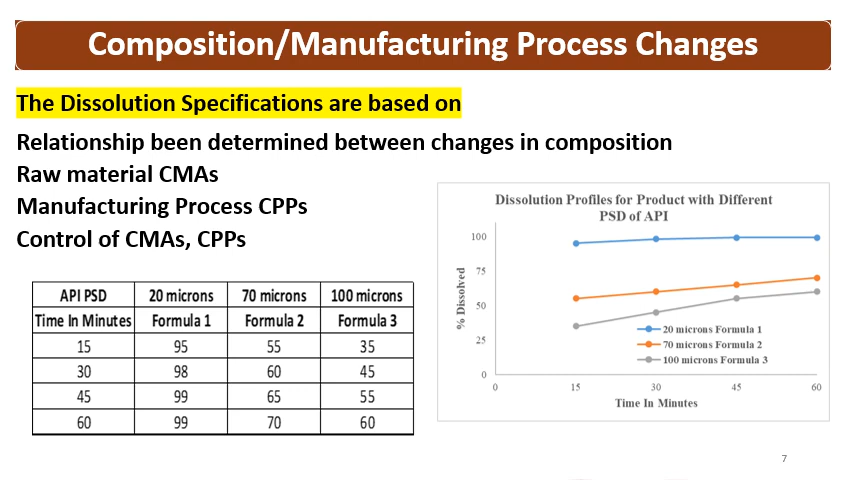 Composition/Manufacturing Process Changes
The Dissolution Specifications are based on
Relationship been determined between changes in composition
Raw material CMAs
Manufacturing Process CPPs
Control of CMAs, CPPs
API PSD 20 microns 70 microns 100 microns
Time In Minutes Formula 1 Formula 2 Formula 3
15 95 55 35
30 98 60 45
45 99 65 55
60 99 70 60
Dissolution Profiles for Product with Different
PSD of API
% Dissolved
100
75
50
25
0
20 microns Formula 1
70 microns Formula 2
100 microns Formula 3
0 15 30 45 60
Time In Minutes
7